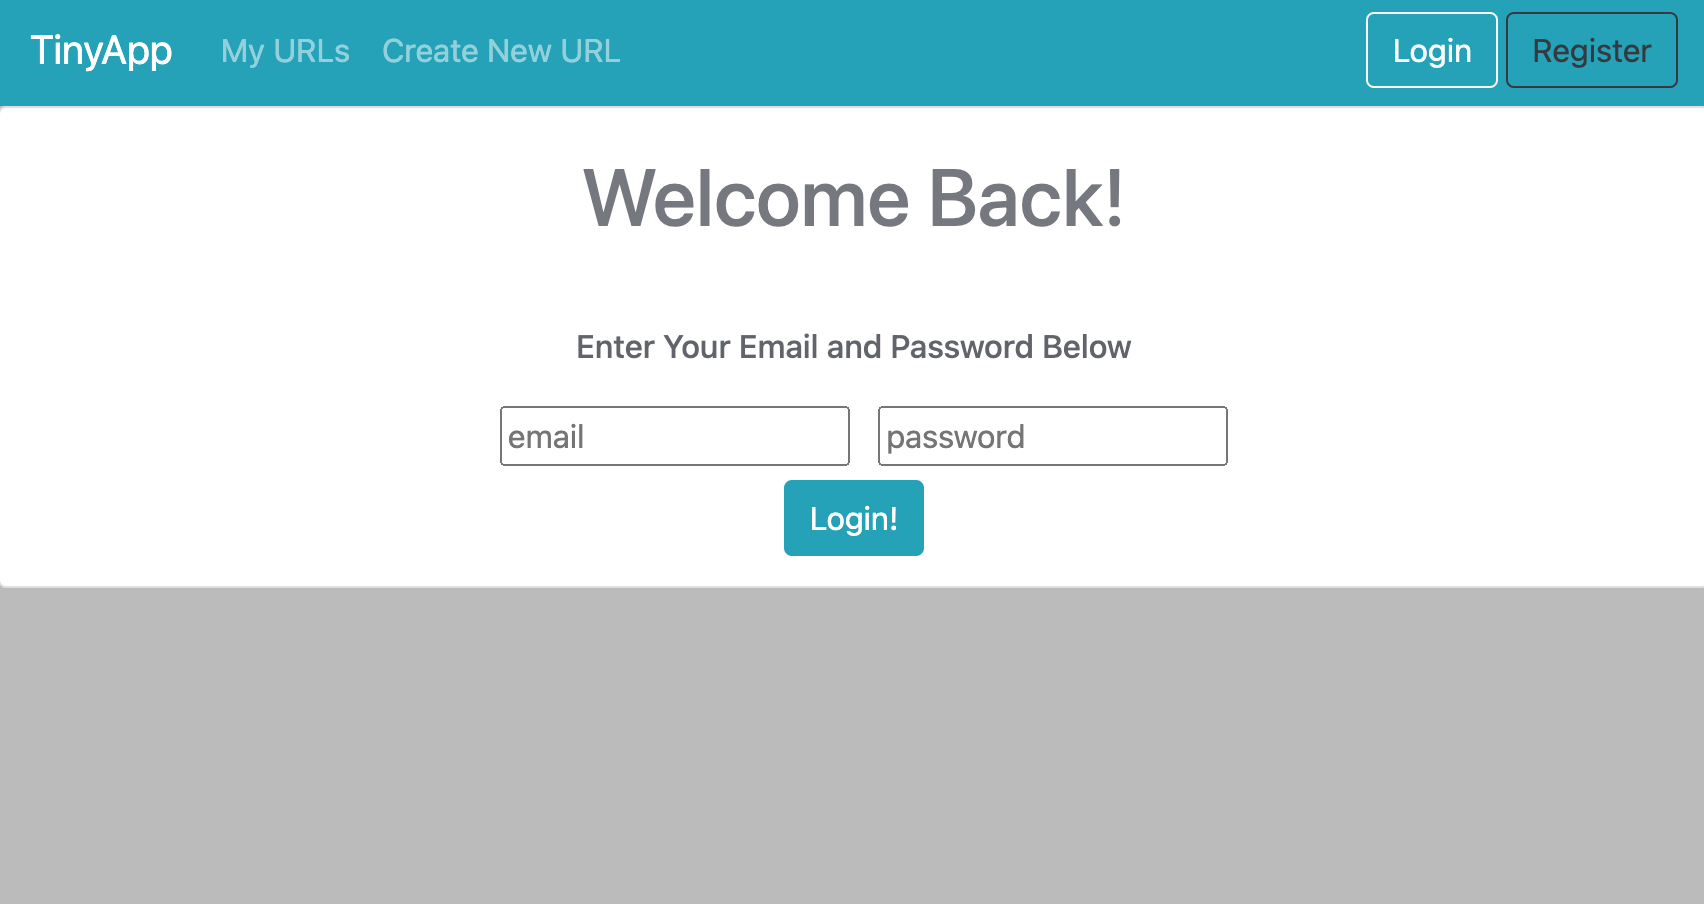 TinyApp My URLs Create New URL Login Register
Welcome Back!
Enter Your Email and Password Below
email password
Login!